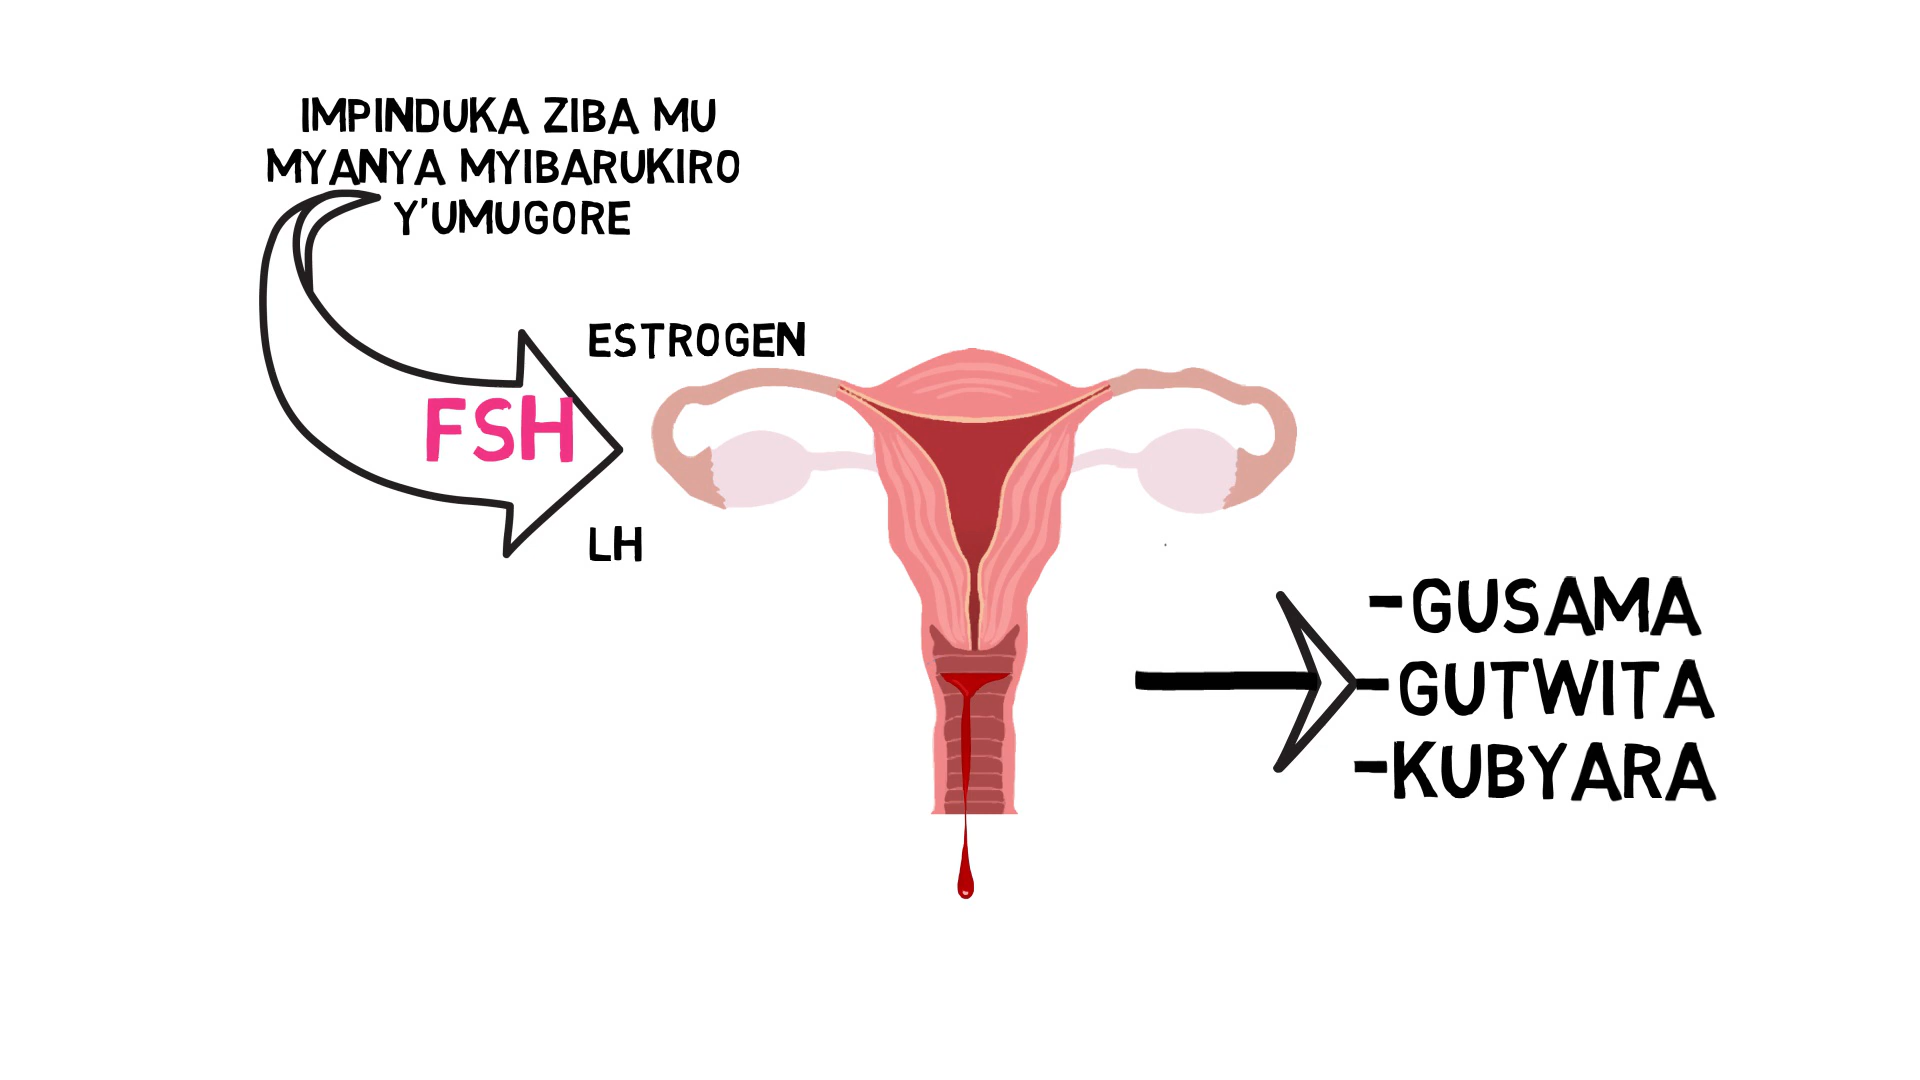 IMPINDUKA ZIBA MU
MYANYA MYIBARUKIRO
Y'UMUGORE
ESTROGEN
FSH
LH
-GUSAMA
-GUTWITA
-KUBYARA